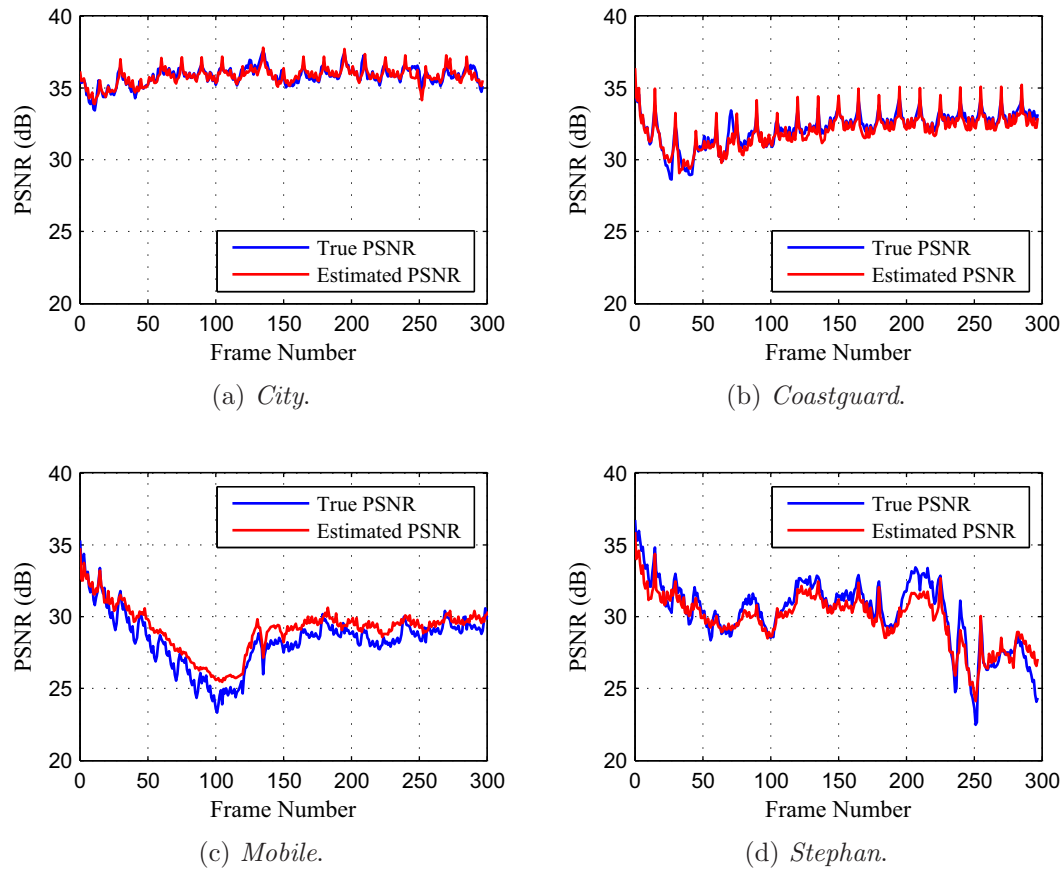 40
35
30
25
20
PSNR (dB)
True PSNR
Estimated PSNR
0 50 100 150 200 250 300
Frame Number
(a) City.
40
35
30
25
20
PSNR (dB)
True PSNR
Estimated PSNR
0 50 100 150 200 250 300
Frame Number
(b) Coastguard.
40
35
30
25
20
PSNR (dB)
True PSNR
Estimated PSNR
0 50 100 150 200 250 300
Frame Number
(c) Mobile.
40
35
30
25
20
PSNR (dB)
True PSNR
Estimated PSNR
0 50 100 150 200 250 300
Frame Number
(d) Stephan.